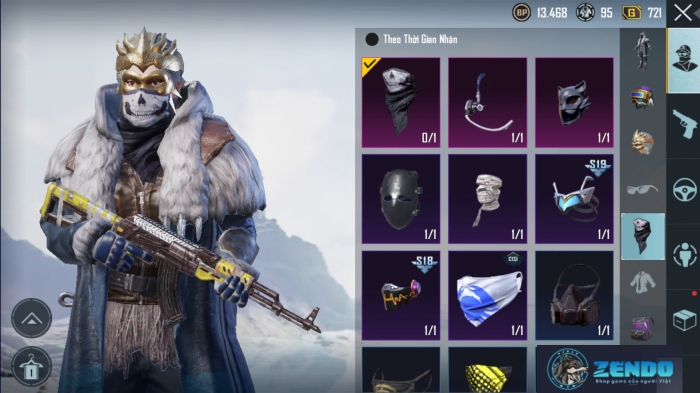 BP 13.468 95 G 721
Theo Thời Gian Nhận
0/1 1/1 1/1
S19
1/1 1/1 1/1
S18
1/1 1/1 1/1
ZENDO
Shop game của người Việt